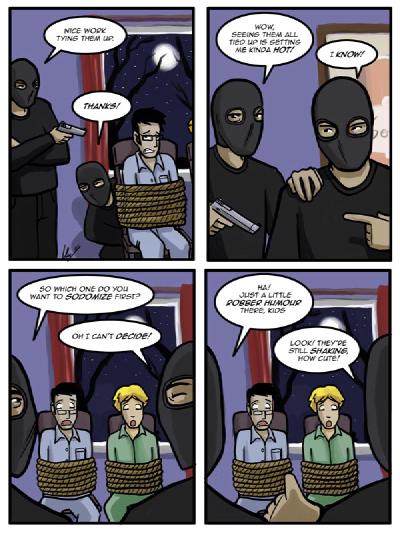 NICE WORK
TYING THEM UP.
THANKS!
WOW,
SEEING THEM ALL
TIED UP IS GETTING
ME KINDA HOT!
I KNOW!
SO WHICH ONE DO YOU
WANT TO SODOMIZE FIRST?
OH I CAN'T DECIDE!
HA!
JUST A LITTLE
ROBBER HUMOUR
THERE, KIDS
LOOK! THEY'RE
STILL SHAKING,
HOW CUTE!